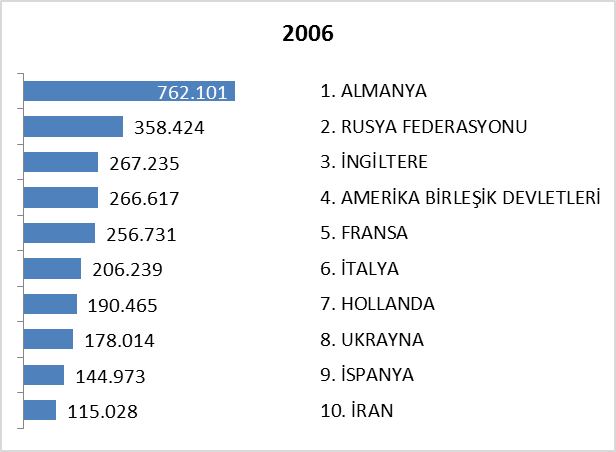 2006
762.101 1. ALMANYA
358.424 2. RUSYA FEDERASYONU
267.235 3. İNGİLTERE
266.617 4. AMERİKA BİRLEŞİK DEVLETLERİ
256.731 5. FRANSA
206.239 6. İTALYA
190.465 7. HOLLANDA
178.014 8. UKRAYNA
144.973 9. İSPANYA
115.028 10. İRAN